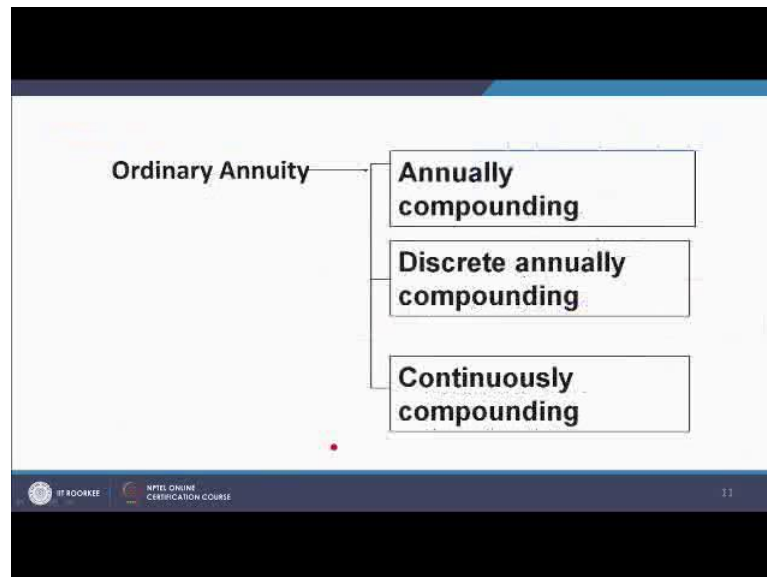 Ordinary Annuity
Annually
compounding
Discrete annually
compounding
Continuously
compounding
IIT ROORKEE
NPTEL ONLINE
CERTIFICATION COURSE
11